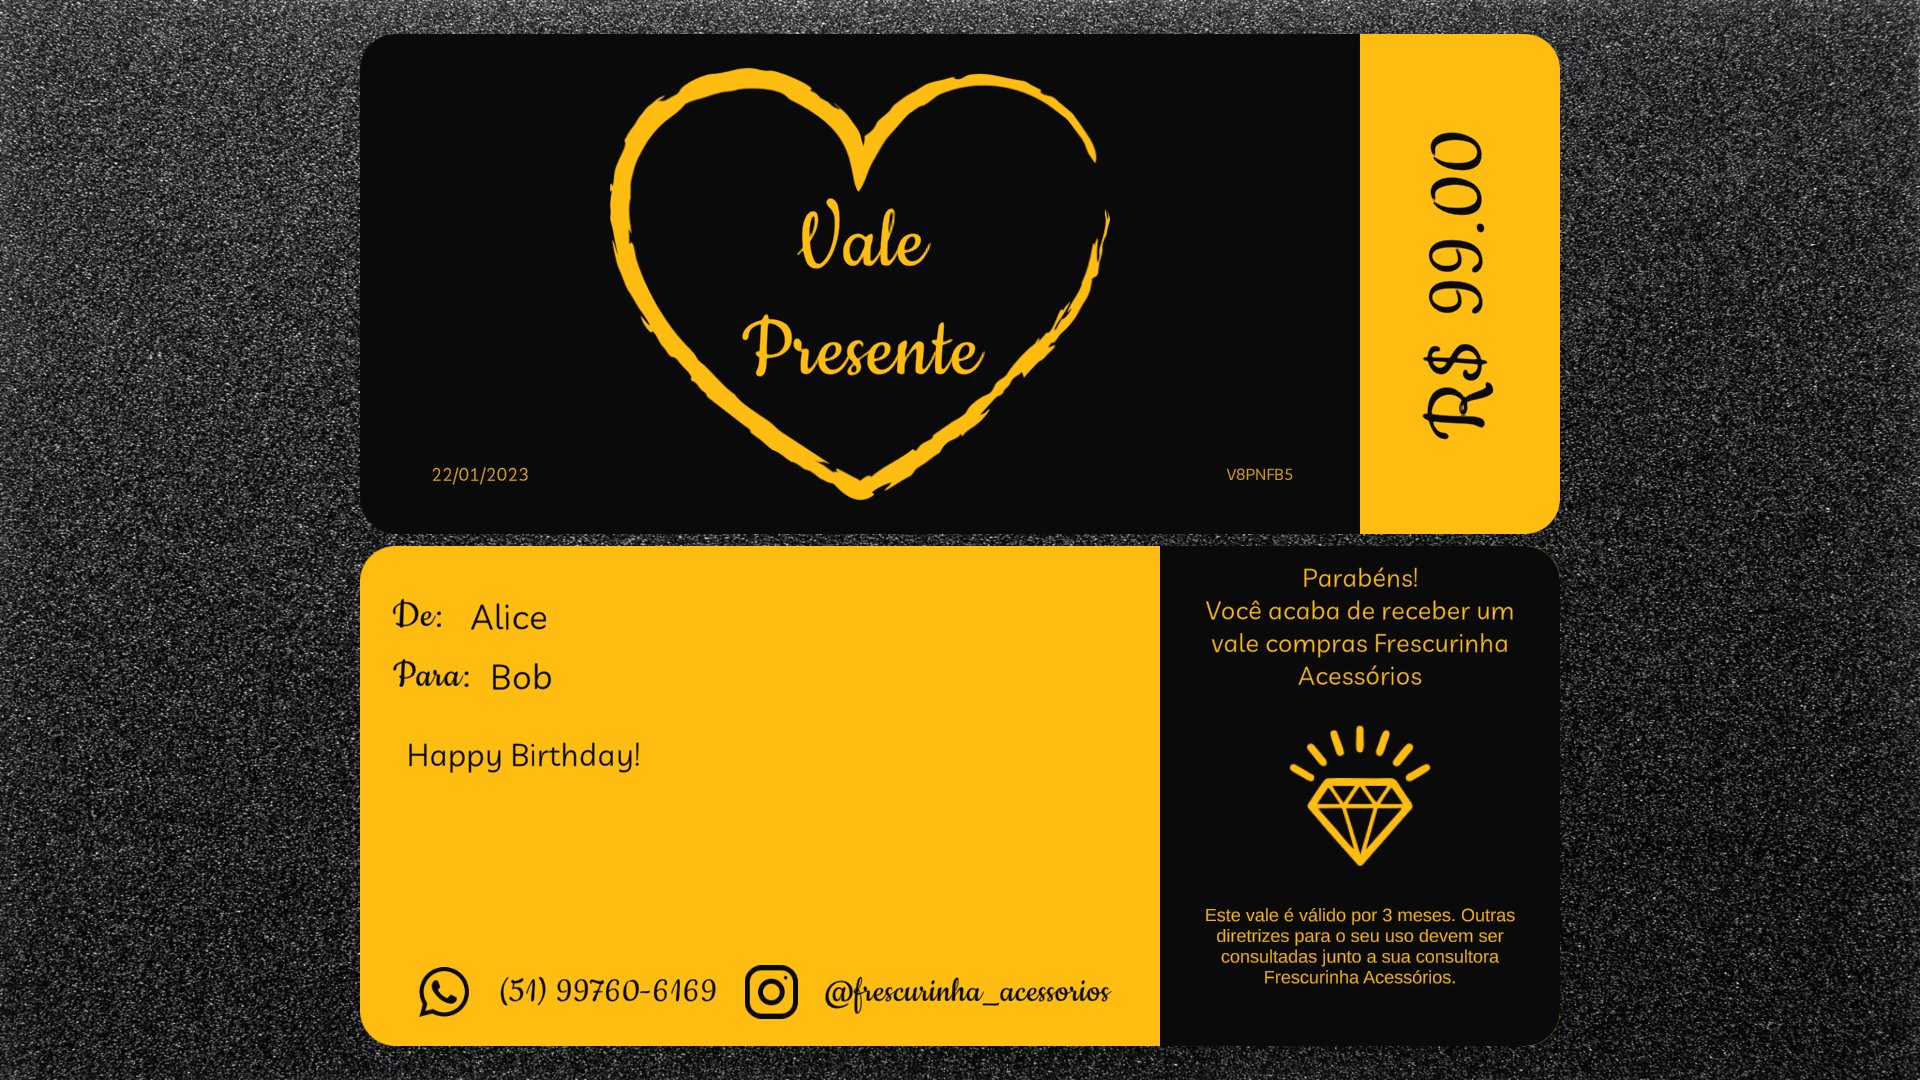 Vale
Presente
22/01/2023
V8PNFB5
R$ 99.00
De: Alice
Para: Bob
Happy Birthday!
(51) 99760-6169
@frescurinha_acessorios
Parabéns!
Você acaba de receber um
vale compras Frescurinha
Acessórios
Este vale é válido por 3 meses. Outras
diretrizes para o seu uso devem ser
consultadas junto a sua consultora
Frescurinha Acessórios.